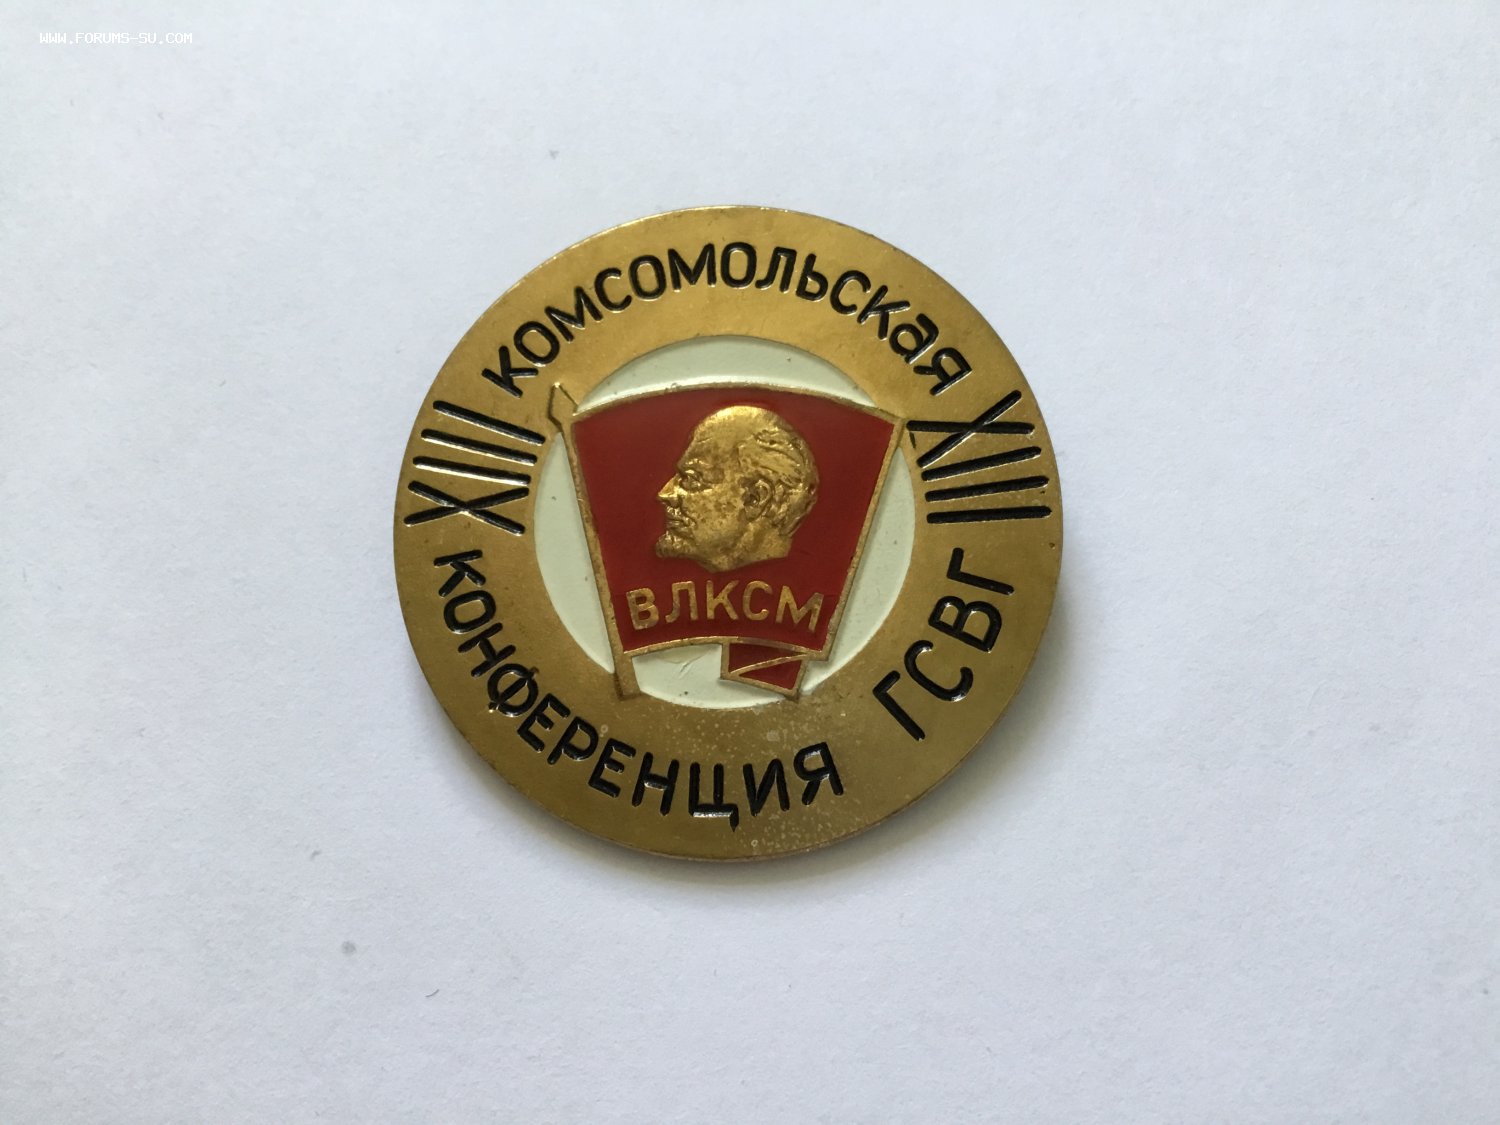 WWW.FORUMS-SU.COM
XIII КОМСОМОЛЬСКАЯ XIII
КОНФЕРЕНЦИЯ ГСВГ
ВЛКСМ